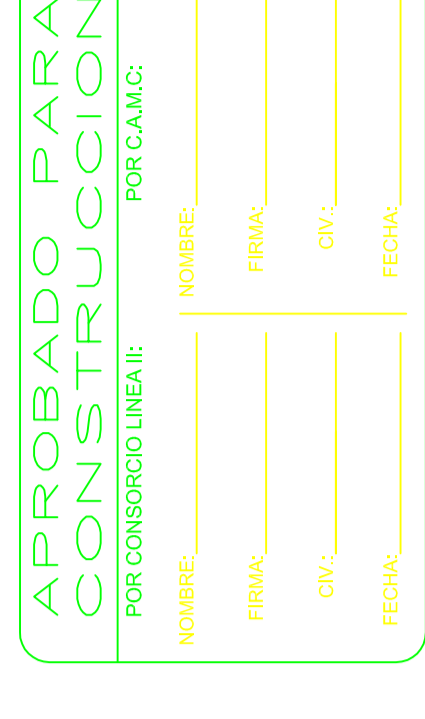 APROBADO PARA
CONSTRUCCION
POR CONSORCIO LINEA II:
NOMBRE:
FIRMA:
CIV.:
FECHA:
POR C.A.M.C:
NOMBRE:
FIRMA:
CIV.:
FECHA: